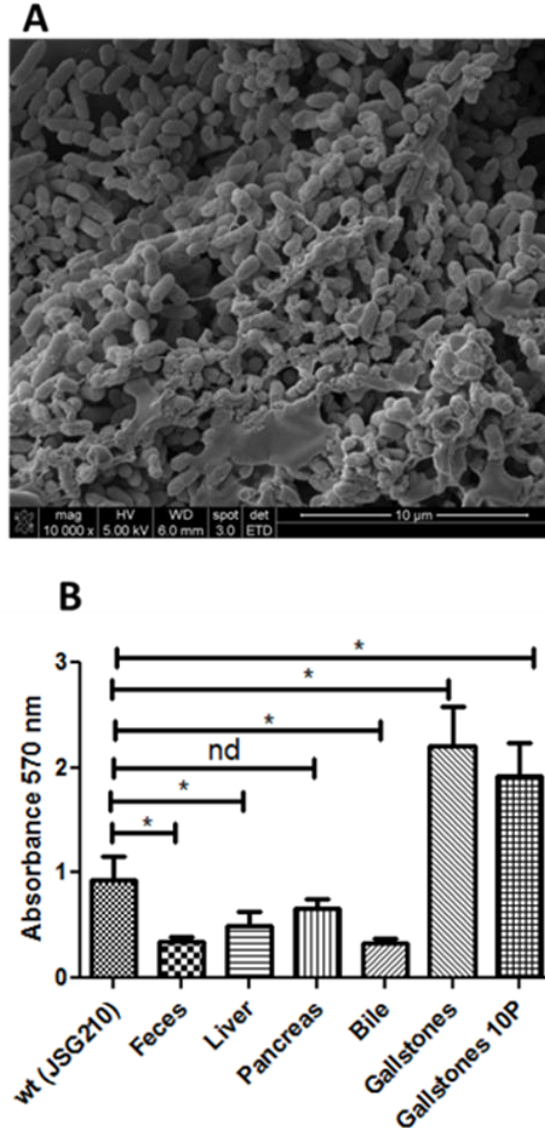 A
mag HV WD spot det
10 000 x 5.00 kV 6.0 mm 3.0 ETD
10 µm
B
*
*
*
nd
*
*
3
2
1
0
Absorbance 570 nm
wt (JSG210)
Feces
Liver
Pancreas
Bile
Gallstones
Gallstones 10P